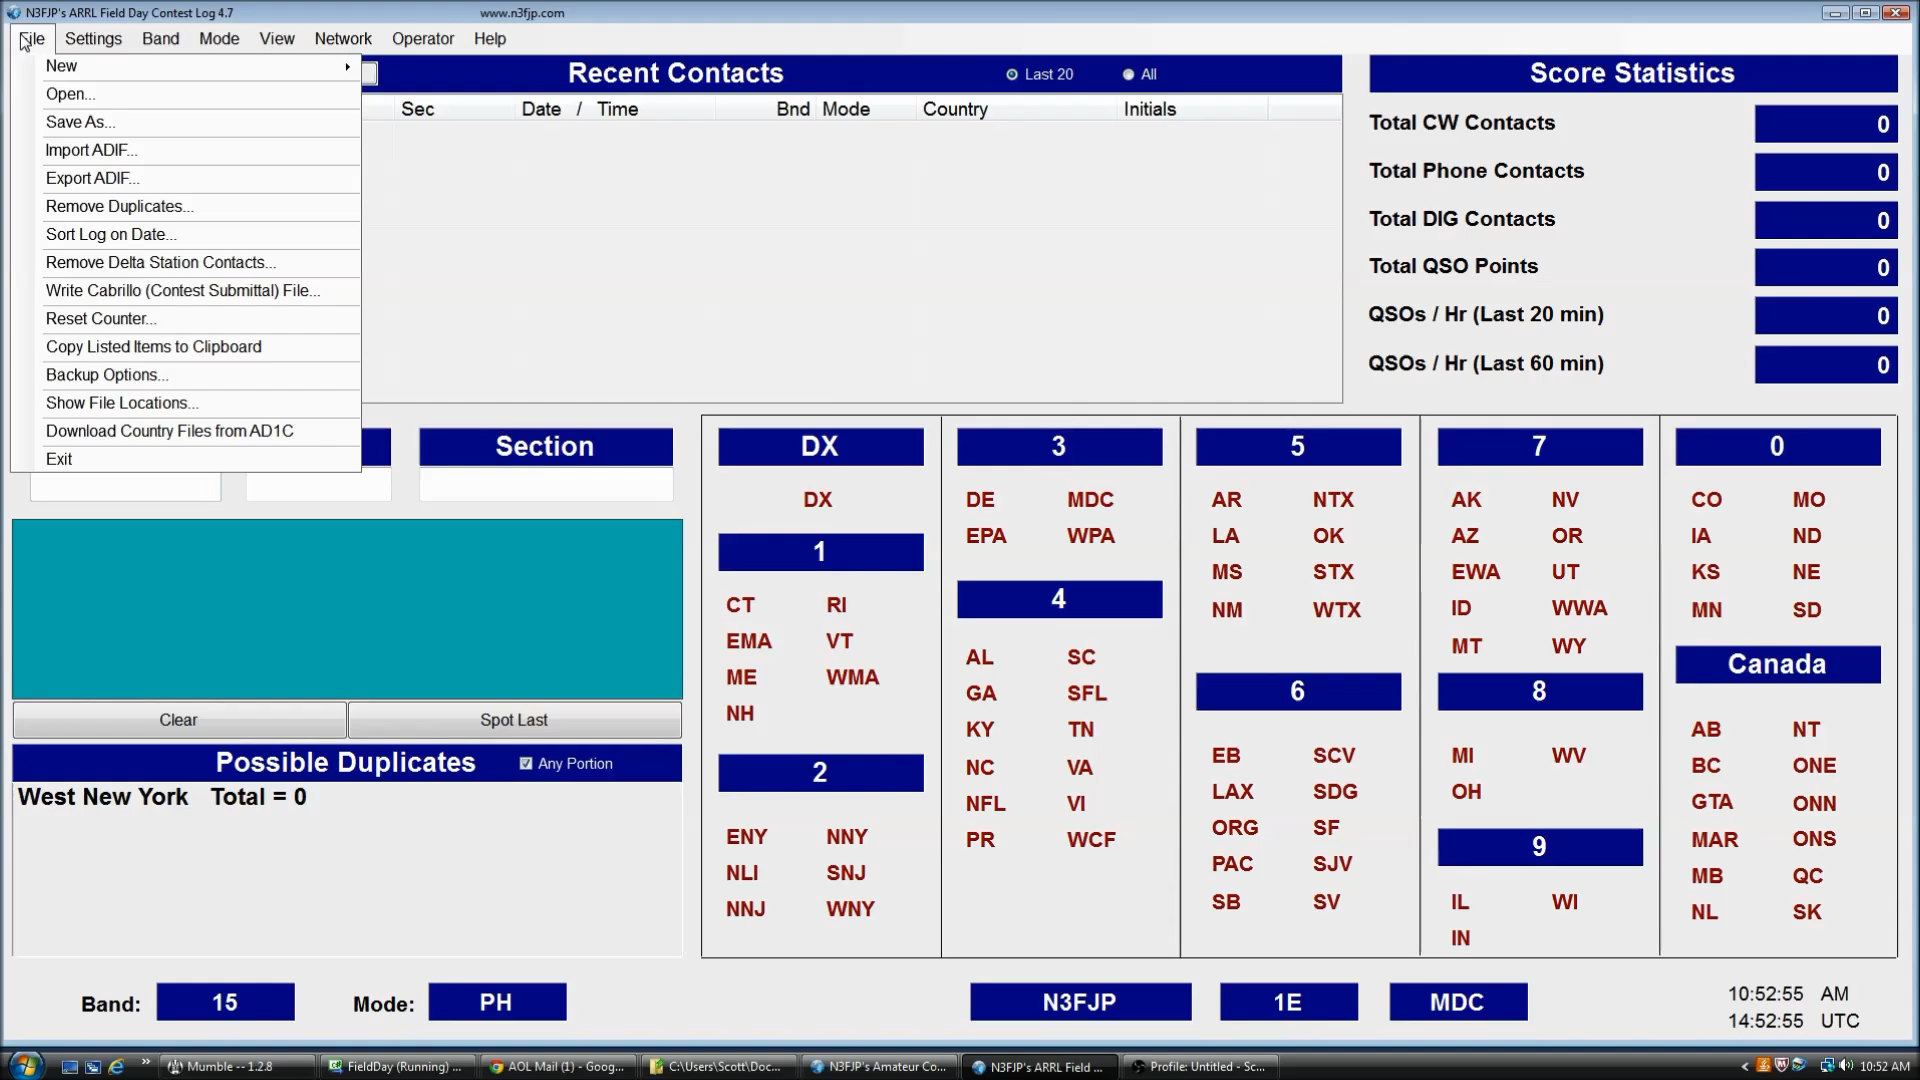 N3FJP's ARRL Field Day Contest Log 4.7 www.n3fjp.com
File Settings Band Mode View Network Operator Help
New
Open...
Save As...
Import ADIF...
Export ADIF...
Remove Duplicates...
Sort Log on Date...
Remove Delta Station Contacts...
Write Cabrillo (Contest Submittal) File...
Reset Counter...
Copy Listed Items to Clipboard
Backup Options...
Show File Locations...
Download Country Files from AD1C
Exit
Recent Contacts Last 20 All
Sec Date / Time Bnd Mode Country Initials
Score Statistics
Total CW Contacts 0
Total Phone Contacts 0
Total DIG Contacts 0
Total QSO Points 0
QSOs / Hr (Last 20 min) 0
QSOs / Hr (Last 60 min) 0
Section
Clear Spot Last
Possible Duplicates Any Portion
West New York Total = 0
DX
DX
1
CT RI
EMA VT
ME WMA
NH
2
ENY NNY
NLI SNJ
NNJ WNY
3
DE MDC
EPA WPA
4
AL SC
GA SFL
KY TN
NC VA
NFL VI
PR WCF
5
AR NTX
LA OK
MS STX
NM WTX
6
EB SCV
LAX SDG
ORG SF
PAC SJV
SB SV
7
AK NV
AZ OR
EWA UT
ID WWA
MT WY
8
MI WV
OH
9
IL WI
IN
0
CO MO
IA ND
KS NE
MN SD
Canada
AB NT
BC ONE
GTA ONN
MAR ONS
MB QC
NL SK
Band: 15 Mode: PH N3FJP 1E MDC
10:52:55 AM
14:52:55 UTC
Mumble -- 1.2.8 FieldDay (Running) ... AOL Mail (1) - Goog... C:\Users\Scott\Doc... N3FJP's Amateur Co... N3FJP's ARRL Field ... Profile: Untitled - Sc... 10:52 AM